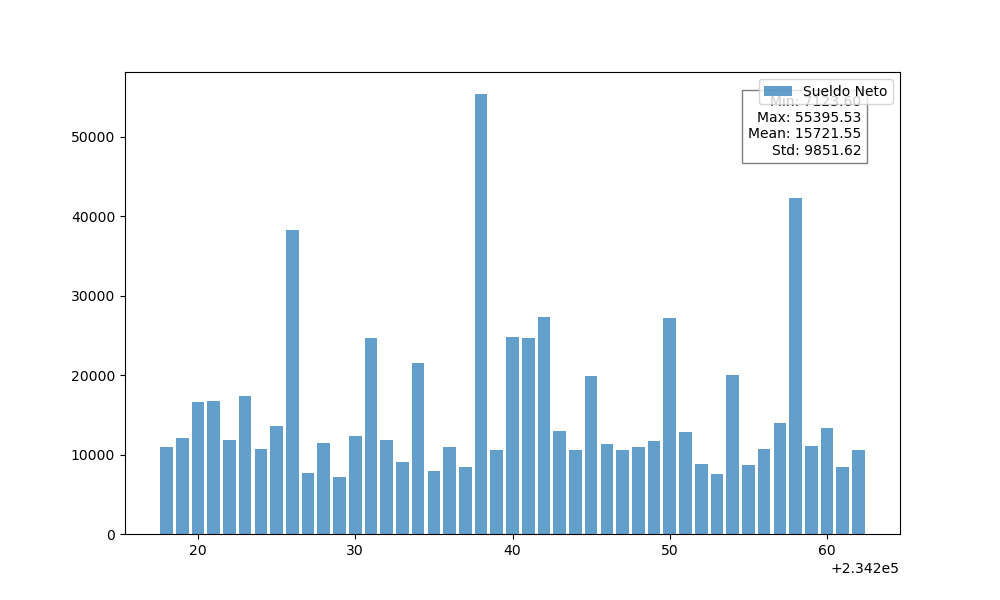 Sueldo Neto
Min: 7123.60
Max: 55395.53
Mean: 15721.55
Std: 9851.62
50000
40000
30000
20000
10000
0
20 30 40 50 60
+2.342e5